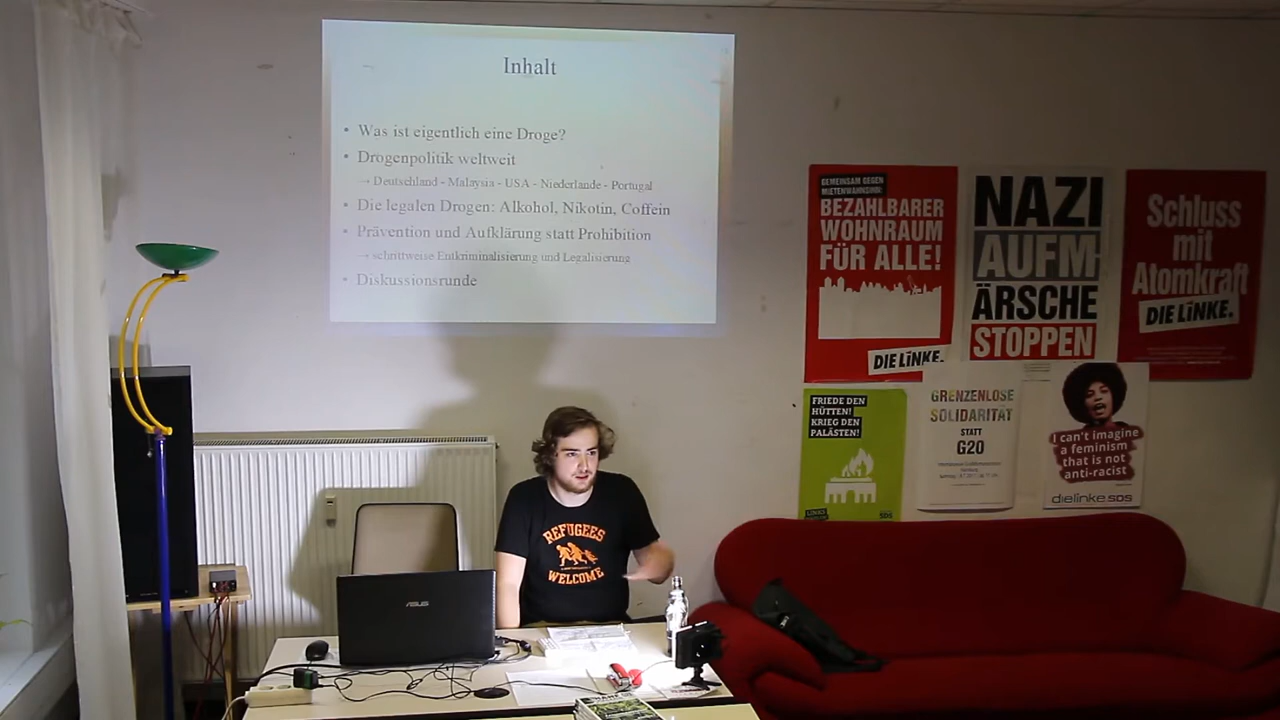 Inhalt
• Was ist eigentlich eine Droge?
• Drogenpolitik weltweit
→ Deutschland - Malaysia - USA - Niederlande - Portugal
• Die legalen Drogen: Alkohol, Nikotin, Coffein
• Prävention und Aufklärung statt Prohibition
→ schrittweise Entkriminalisierung und Legalisierung
• Diskussionsrunde
GEMEINSAM GEGEN
MIETENWAHNSINN:
BEZAHLBARER
WOHNRAUM
FÜR ALLE!
DIE LINKE.
NAZI
AUFM
ÄRSCHE
STOPPEN
Schluss
mit
Atomkraft
DIE LINKE.
FRIEDE DEN
HÜTTEN!
KRIEG DEN
PALÄSTEN!
SDS
GRENZENLOSE
SOLIDARITÄT
STATT
G20
I can't imagine
a feminism
that is not
anti-racist
dielinke.sds
REFUGEES
WELCOME
ASUS